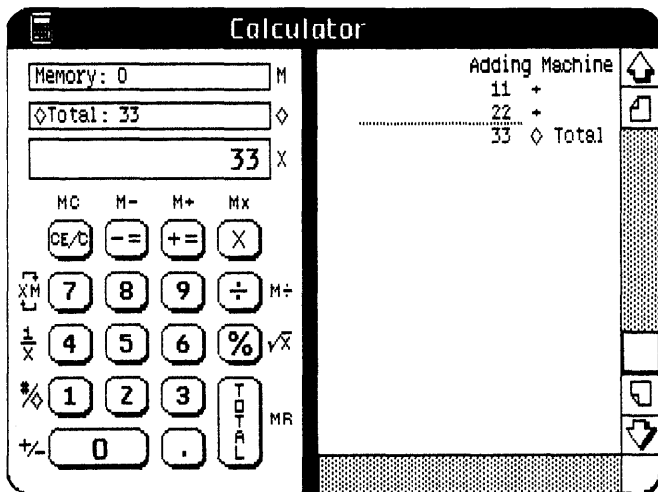 Calculator
Memory: 0 M
◊Total: 33 ◊
33 X
MC M- M+ Mx
CE/C -= += X
XM 7 8 9 ÷ M÷
1/X 4 5 6 % √X
#/◊ 1 2 3 TOTAL MR
+/- 0 .
Adding Machine
11 +
22 +
33 ◊ Total